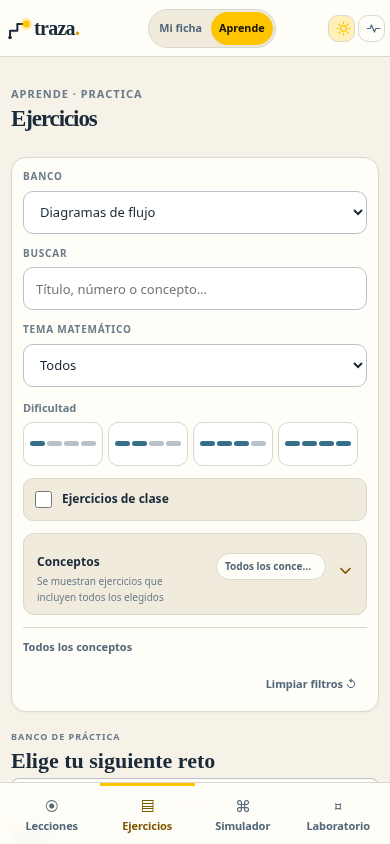 traza.
Mi ficha
Aprende
APRENDE · PRACTICA
Ejercicios
BANCO
Diagramas de flujo
BUSCAR
Título, número o concepto...
TEMA MATEMÁTICO
Todos
Dificultad
Ejercicios de clase
Conceptos
Todos los conce...
Se muestran ejercicios que
incluyen todos los elegidos
Todos los conceptos
Limpiar filtros
BANCO DE PRÁCTICA
Elige tu siguiente reto
Lecciones
Ejercicios
Simulador
Laboratorio